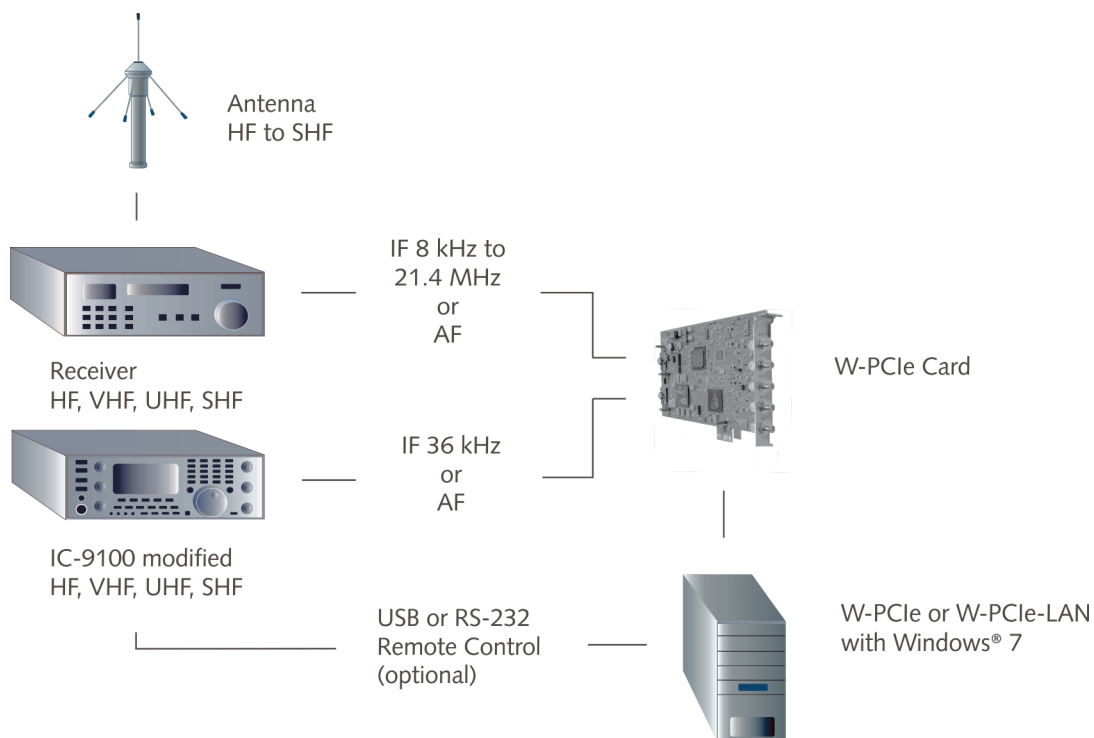 Antenna
HF to SHF
IF 8 kHz to
21.4 MHz
or
AF
Receiver
HF, VHF, UHF, SHF
W-PCIe Card
IF 36 kHz
or
AF
IC-9100 modified
HF, VHF, UHF, SHF
USB or RS-232
Remote Control
(optional)
W-PCIe or W-PCIe-LAN
with Windows® 7